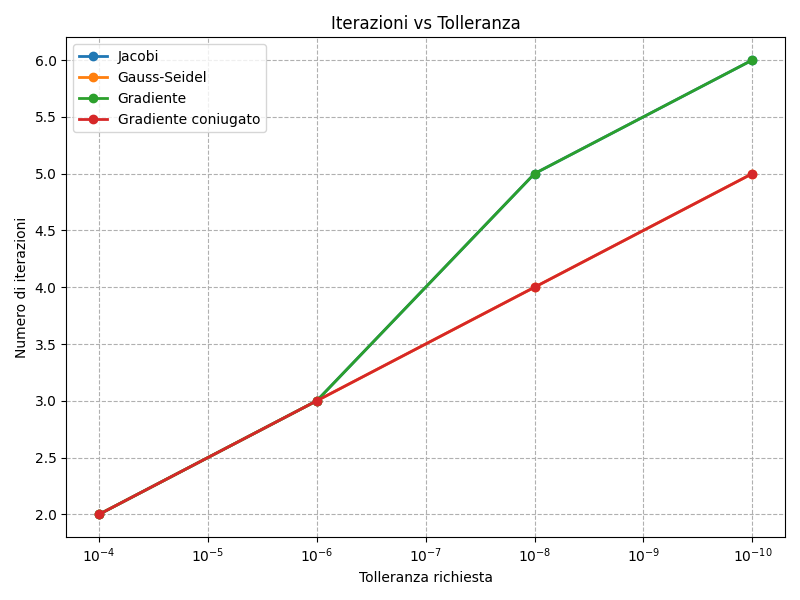 Iterazioni vs Tolleranza
Jacobi
Gauss-Seidel
Gradiente
Gradiente coniugato
Numero di iterazioni
6.0
5.5
5.0
4.5
4.0
3.5
3.0
2.5
2.0
10⁻⁴ 10⁻⁵ 10⁻⁶ 10⁻⁷ 10⁻⁸ 10⁻⁹ 10⁻¹⁰
Tolleranza richiesta